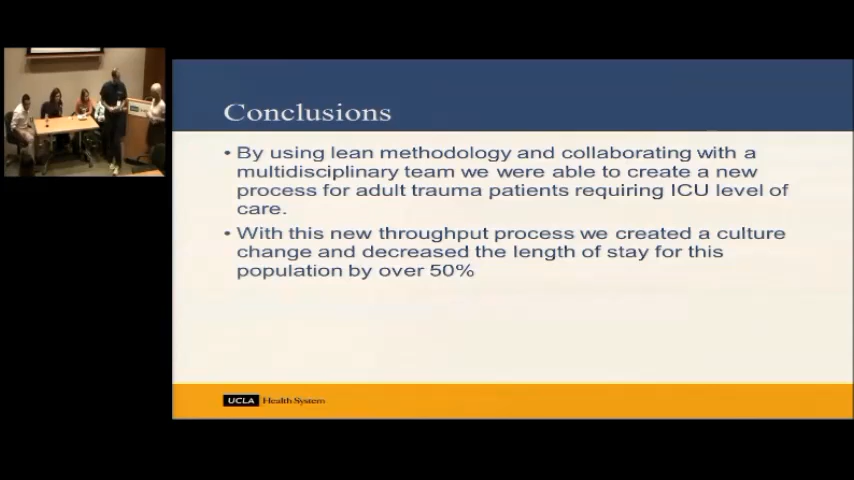 Conclusions
• By using lean methodology and collaborating with a
multidisciplinary team we were able to create a new
process for adult trauma patients requiring ICU level of
care.
• With this new throughput process we created a culture
change and decreased the length of stay for this
population by over 50%
UCLA Health System